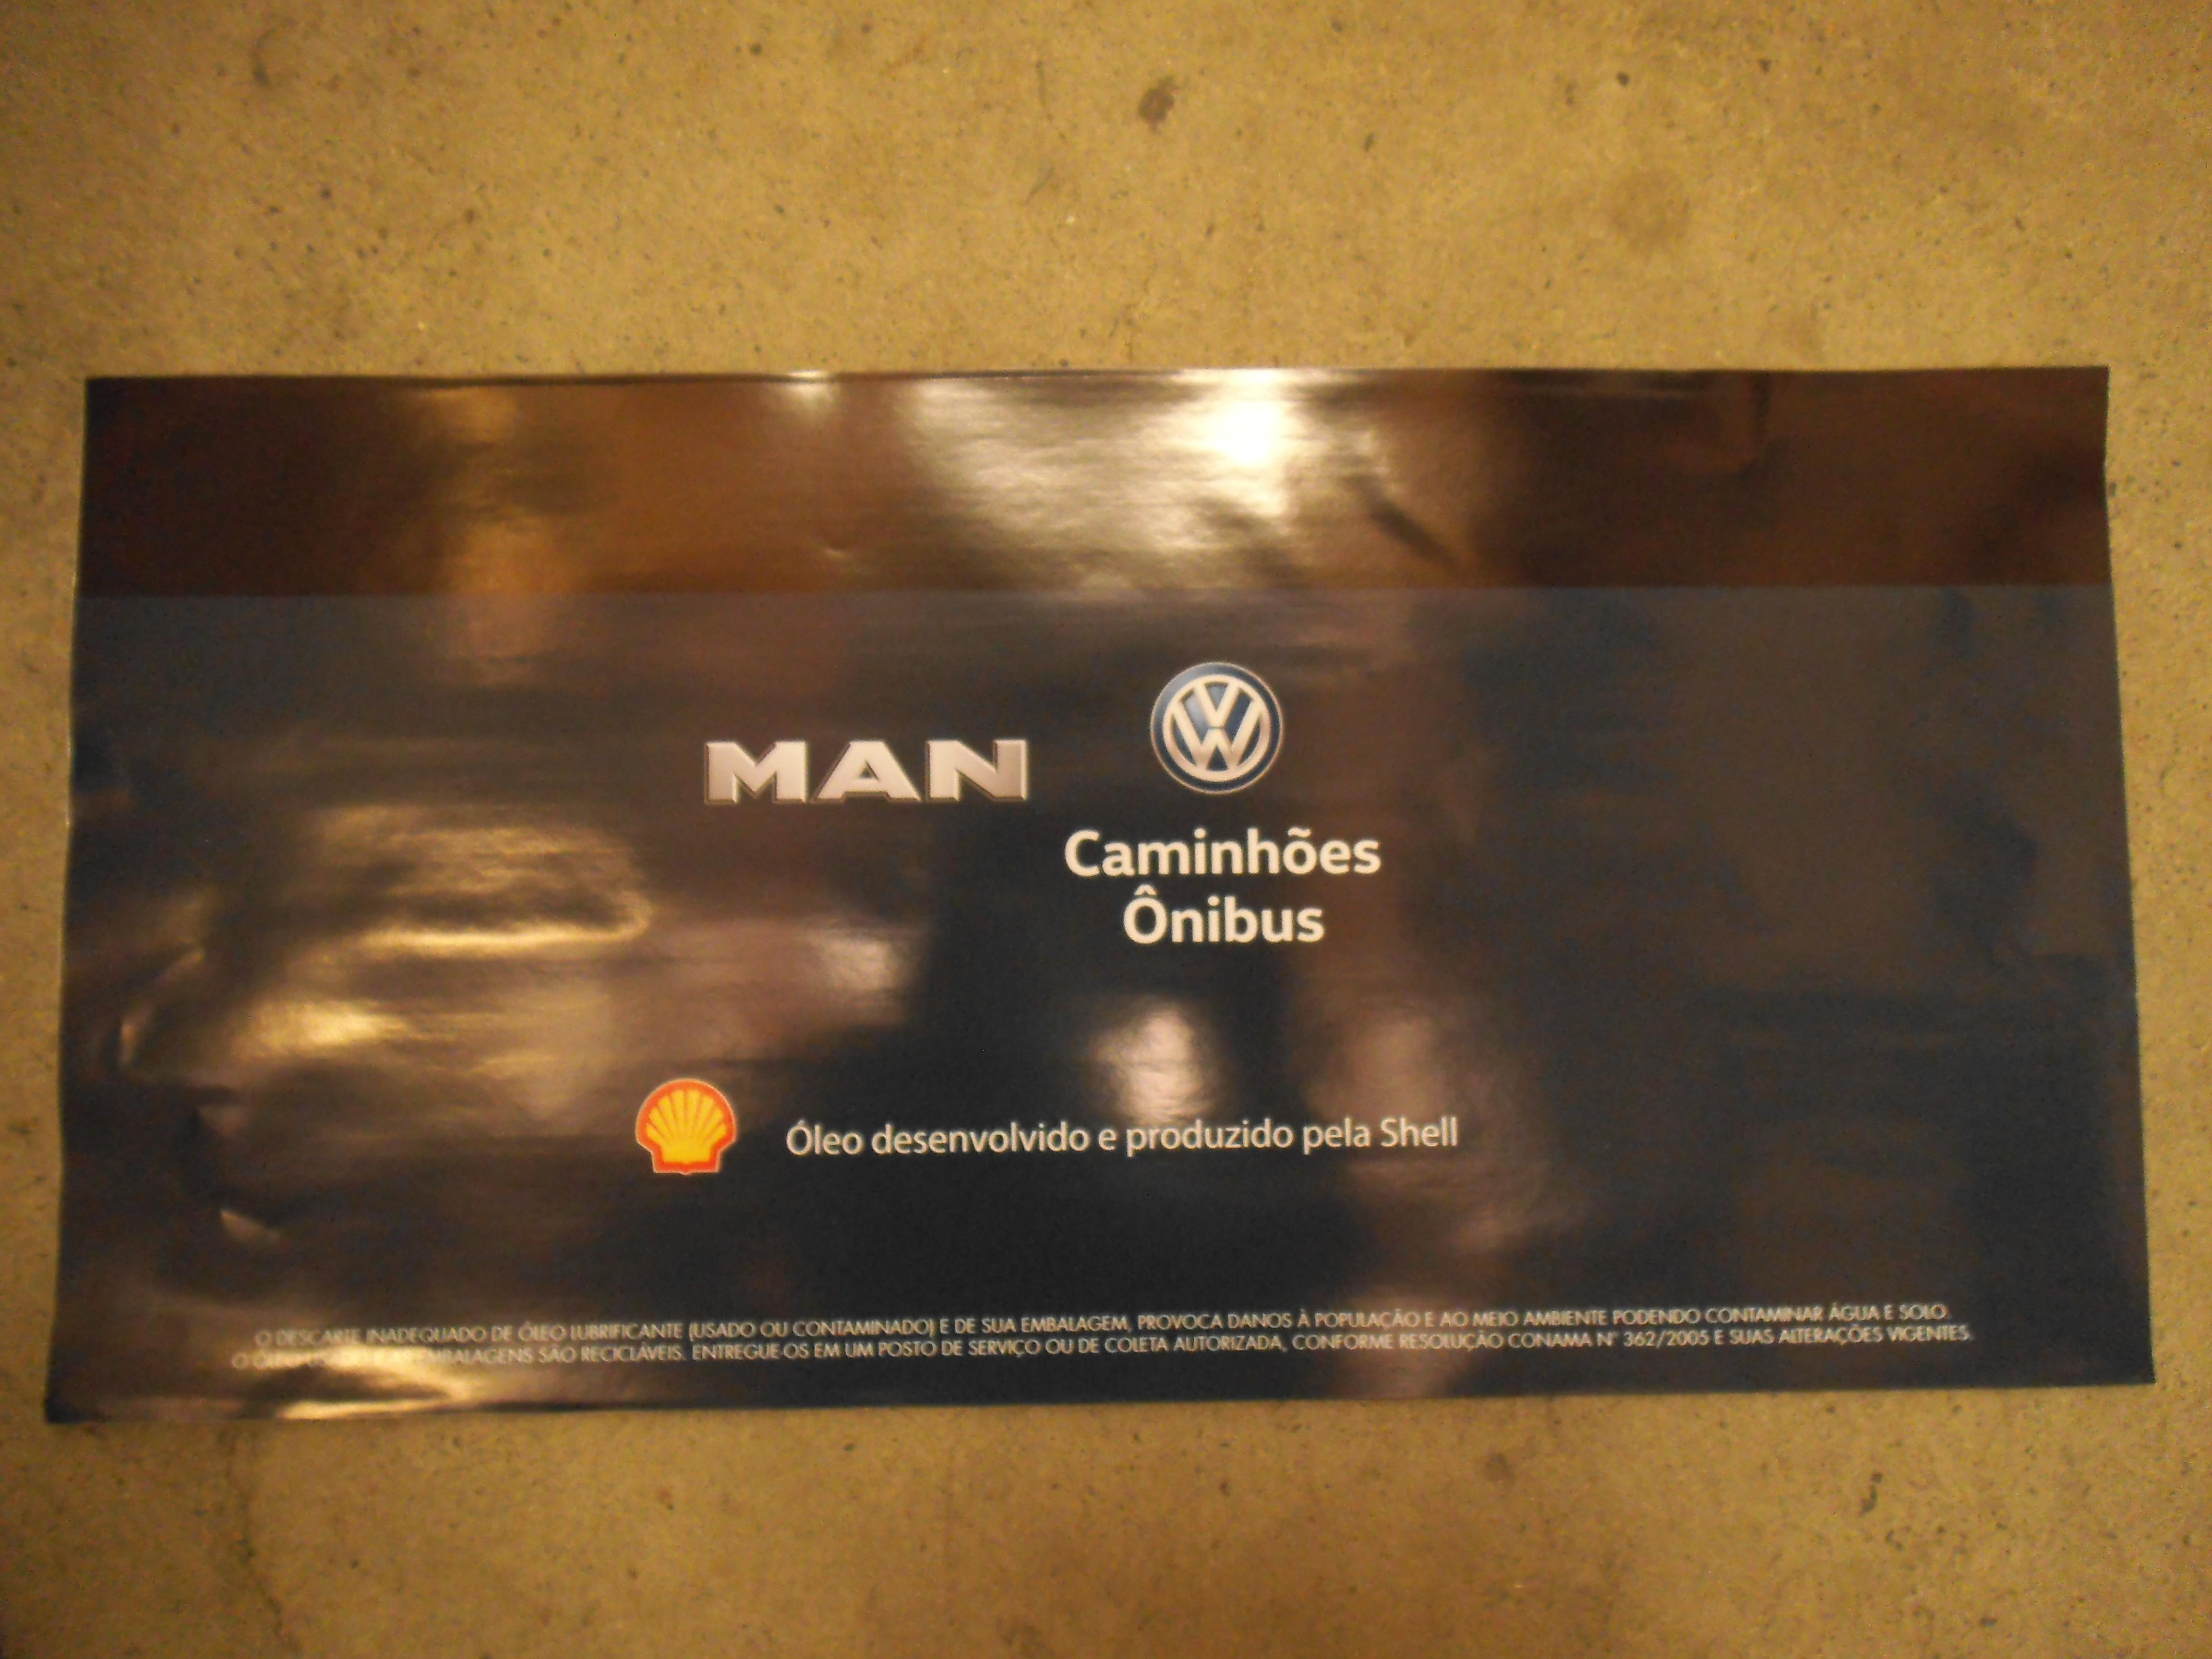 MAN
Caminhões
Ônibus
Óleo desenvolvido e produzido pela Shell
O DESCARTE INADEQUADO DE ÓLEO LUBRIFICANTE (USADO OU CONTAMINADO) E DE SUA EMBALAGEM, PROVOCA DANOS À POPULAÇÃO E AO MEIO AMBIENTE PODENDO CONTAMINAR ÁGUA E SOLO.
O ÓLEO EMBALAGENS SÃO RECICLÁVEIS. ENTREGUE-OS EM UM POSTO DE SERVIÇO OU DE COLETA AUTORIZADA, CONFORME RESOLUÇÃO CONAMA Nº 362/2005 E SUAS ALTERAÇÕES VIGENTES.